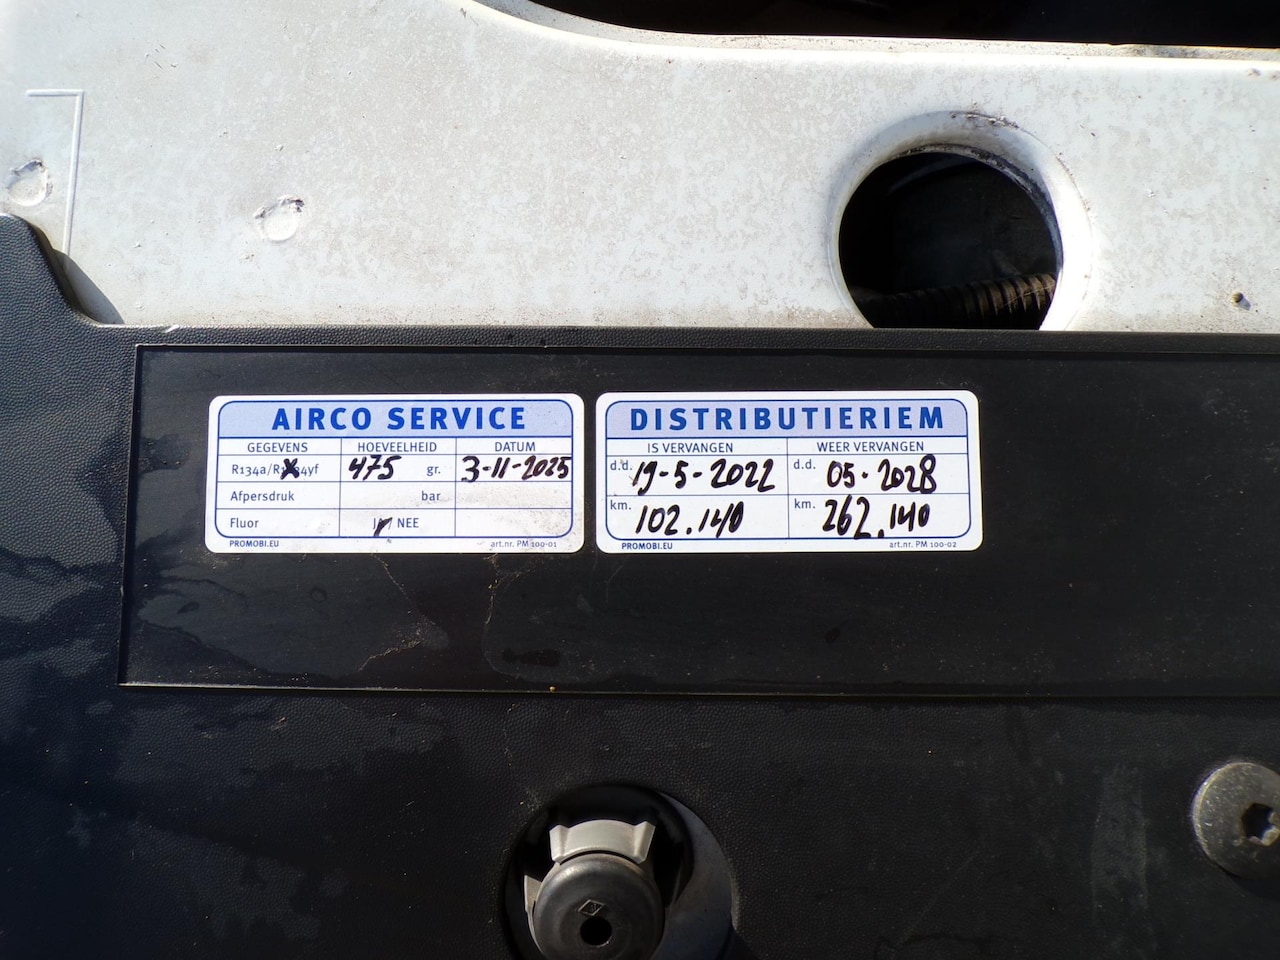 AIRCO SERVICE
GEGEVENS HOEVEELHEID DATUM
R134a/R1234yf 475 gr. 3-11-2025
Afpersdruk bar
Fluor NEE
PROMOBI.EU art.nr. PM 100-01
DISTRIBUTIERIEM
IS VERVANGEN WEER VERVANGEN
d.d. 19-5-2022 d.d. 05-2028
km. 102.140 km. 262.140
PROMOBI.EU art.nr. PM 100-02